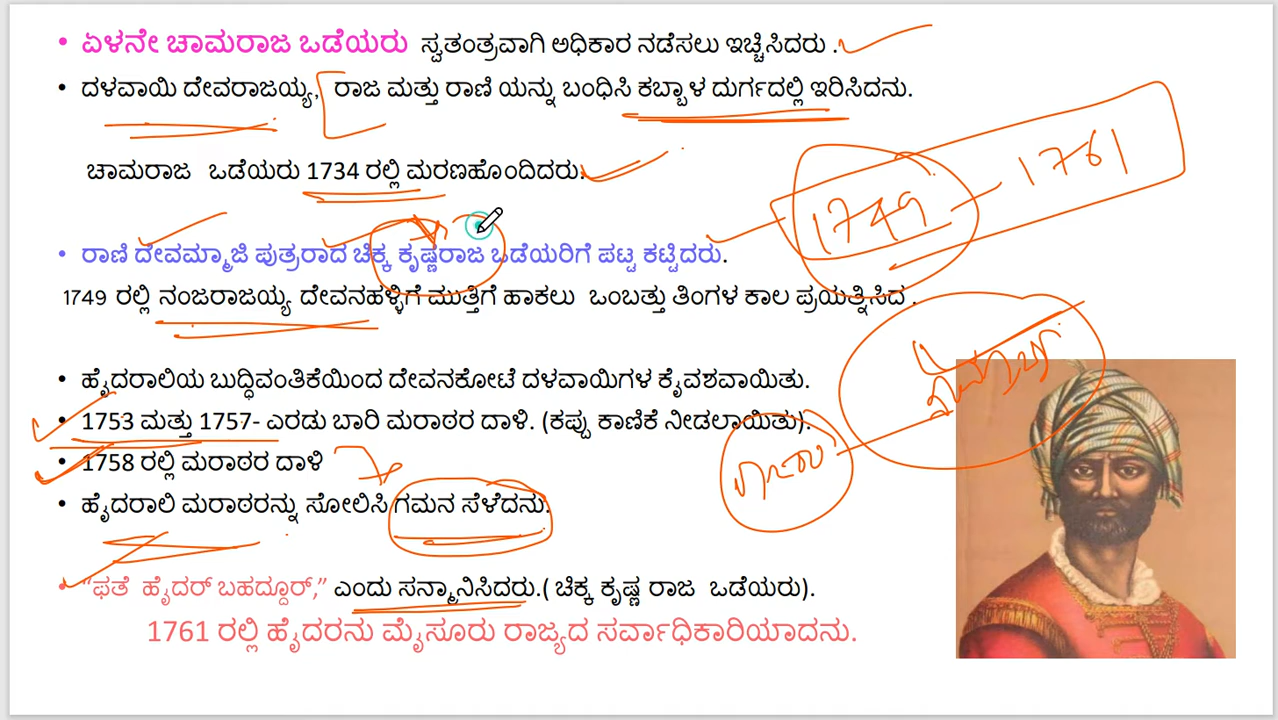 • ಏಳನೇ ಚಾಮರಾಜ ಒಡೆಯರು ಸ್ವತಂತ್ರವಾಗಿ ಅಧಿಕಾರ ನಡೆಸಲು ಇಚ್ಚಿಸಿದರು .
• ದಳವಾಯಿ ದೇವರಾಜಯ್ಯ, ರಾಜ ಮತ್ತು ರಾಣಿ ಯನ್ನು ಬಂಧಿಸಿ ಕಬ್ಬಾಳ ದುರ್ಗದಲ್ಲಿ ಇರಿಸಿದನು.
ಚಾಮರಾಜ ಒಡೆಯರು 1734 ರಲ್ಲಿ ಮರಣಹೊಂದಿದರು.
1749 - 1761
• ರಾಣಿ ದೇವಮ್ಮಾಜಿ ಪುತ್ರರಾದ ಚಿಕ್ಕ ಕೃಷ್ಣರಾಜ ಒಡೆಯರಿಗೆ ಪಟ್ಟ ಕಟ್ಟಿದರು.
1749 ರಲ್ಲಿ ನಂಜರಾಜಯ್ಯ ದೇವನಹಳ್ಳಿಗೆ ಮುತ್ತಿಗೆ ಹಾಕಲು ಒಂಬತ್ತು ತಿಂಗಳ ಕಾಲ ಪ್ರಯತ್ನಿಸಿದ .
• ಹೈದರಾಲಿಯ ಬುದ್ಧಿವಂತಿಕೆಯಿಂದ ದೇವನಕೋಟೆ ದಳವಾಯಿಗಳ ಕೈವಶವಾಯಿತು.
• 1753 ಮತ್ತು 1757- ಎರಡು ಬಾರಿ ಮರಾಠರ ದಾಳಿ. (ಕಪ್ಪು ಕಾಣಿಕೆ ನೀಡಲಾಯಿತು).
• 1758 ರಲ್ಲಿ ಮರಾಠರ ದಾಳಿ
• ಹೈದರಾಲಿ ಮರಾಠರನ್ನು ಸೋಲಿಸಿ ಗಮನ ಸೆಳೆದನು.
• “ಫತೆ ಹೈದರ್ ಬಹದ್ದೂರ್,” ಎಂದು ಸನ್ಮಾನಿಸಿದರು.( ಚಿಕ್ಕ ಕೃಷ್ಣ ರಾಜ ಒಡೆಯರು).
1761 ರಲ್ಲಿ ಹೈದರನು ಮೈಸೂರು ರಾಜ್ಯದ ಸರ್ವಾಧಿಕಾರಿಯಾದನು.